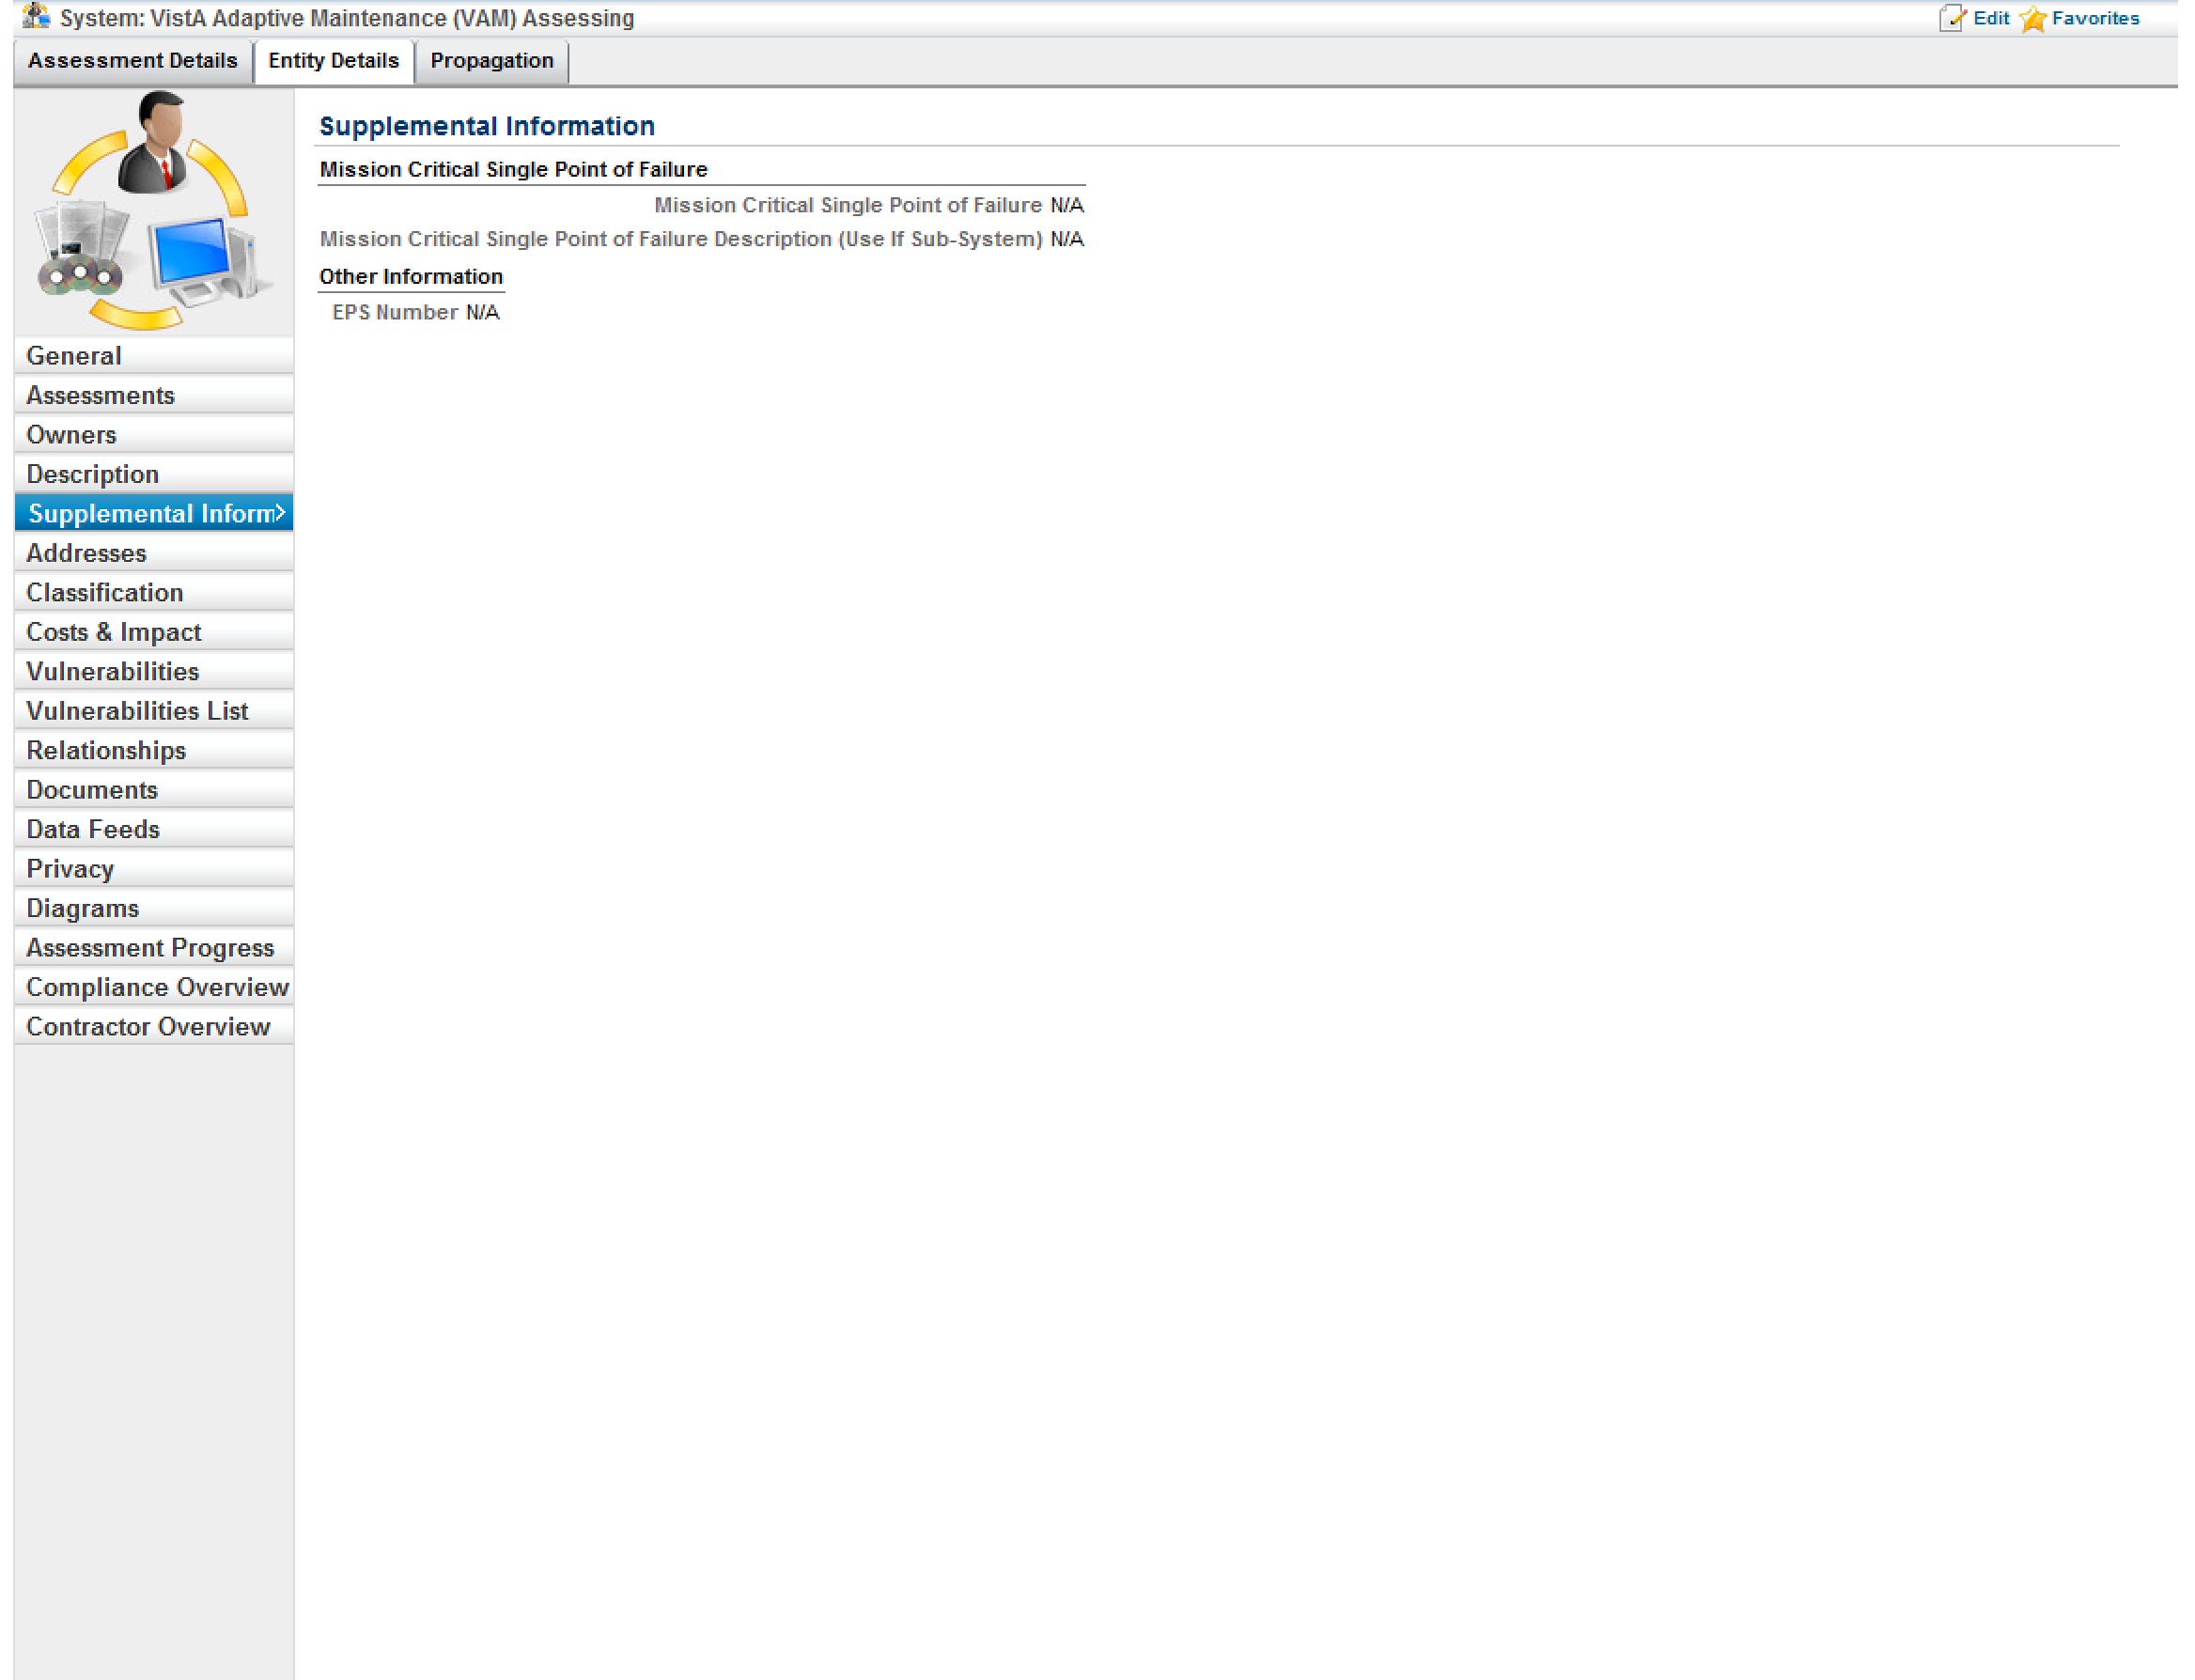 System: VistA Adaptive Maintenance (VAM) Assessing
Edit Favorites
Assessment Details Entity Details Propagation
Supplemental Information
Mission Critical Single Point of Failure
Mission Critical Single Point of Failure N/A
Mission Critical Single Point of Failure Description (Use If Sub-System) N/A
Other Information
EPS Number N/A
General
Assessments
Owners
Description
Supplemental Inform>
Addresses
Classification
Costs & Impact
Vulnerabilities
Vulnerabilities List
Relationships
Documents
Data Feeds
Privacy
Diagrams
Assessment Progress
Compliance Overview
Contractor Overview